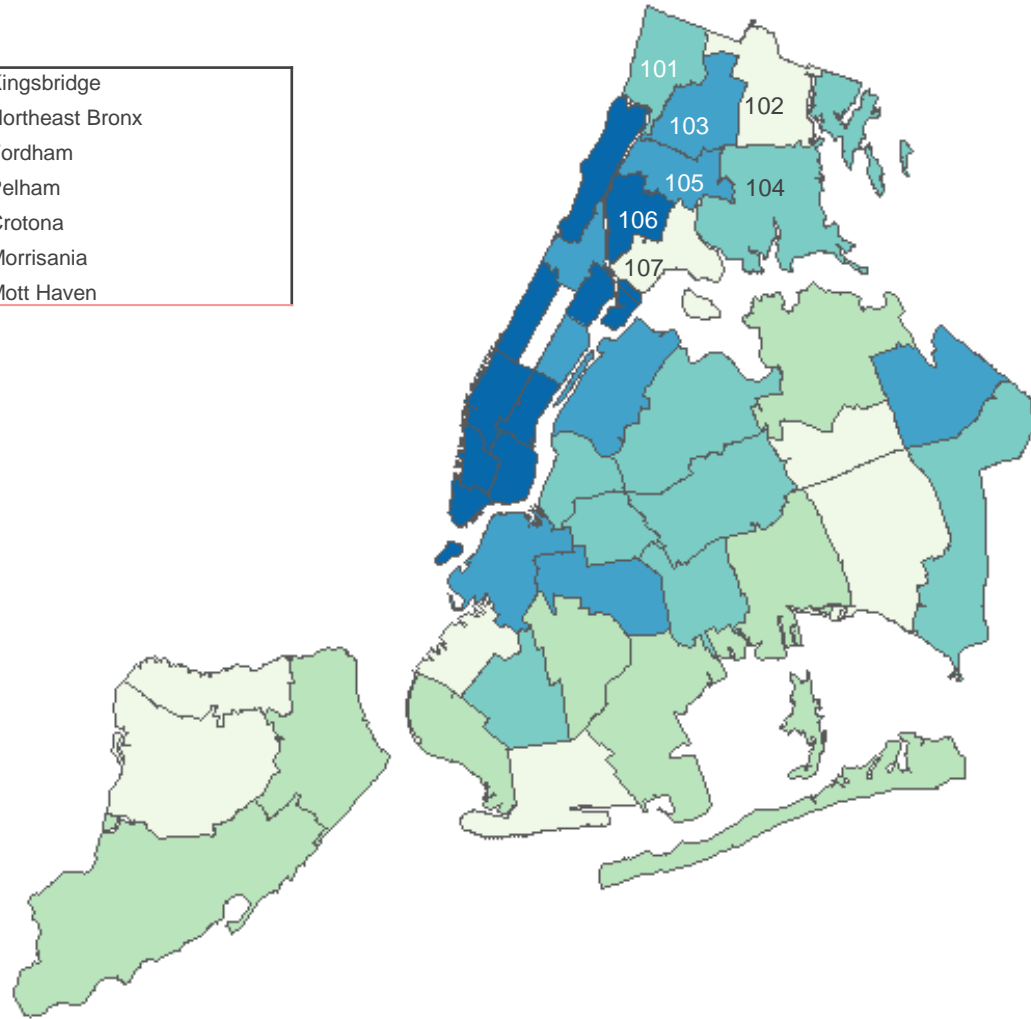 ingsbridge
ortheast Bronx
ordham
elham
rotona
orrisania
ott Haven
101
102
103
105
104
106
107